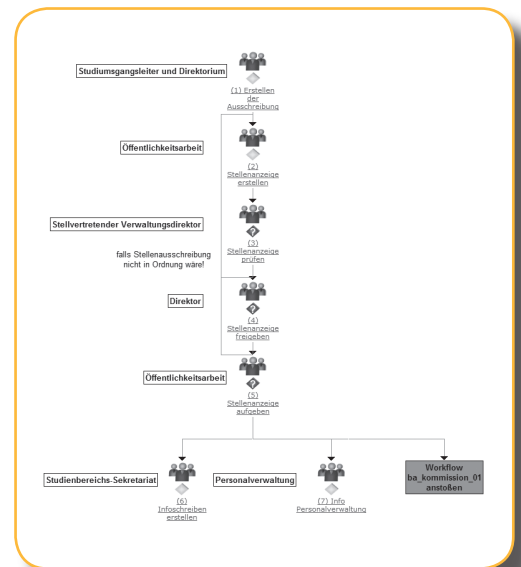 Studiumsgangsleiter und Direktorium
(1) Erstellen
der
Ausschreibung
Öffentlichkeitsarbeit
(2)
Stellenanzeige
erstellen
Stellvertretender Verwaltungsdirektor
?
(3)
Stellenanzeige
prüfen
falls Stellenausschreibung
nicht in Ordnung wäre!
Direktor
?
(4)
Stellenanzeige
freigeben
Öffentlichkeitsarbeit
?
(5)
Stellenanzeige
aufgeben
Studienbereichs-Sekretariat
(6)
Infoschreiben
erstellen
Personalverwaltung
(7) Info
Personalverwaltung
Workflow
ba_kommission_01
anstoßen